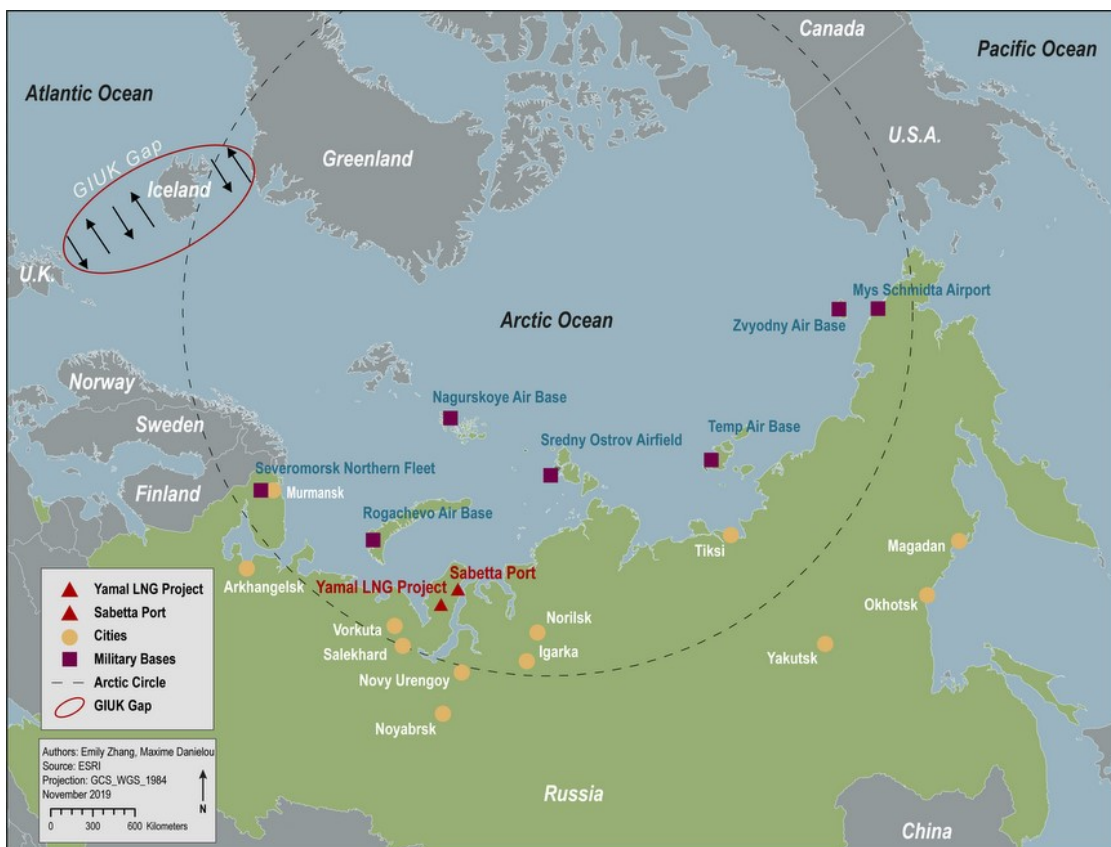 Canada
Pacific Ocean
Atlantic Ocean
U.S.A.
GIUK Gap
Greenland
Iceland
U.K.
Mys Schmidta Airport
Arctic Ocean
Zvyodny Air Base
Norway
Nagurskoye Air Base
Sweden
Sredny Ostrov Airfield
Temp Air Base
Severomorsk Northern Fleet
Finland
Murmansk
Rogachevo Air Base
Tiksi
Magadan
Arkhangelsk
Sabetta Port
Yamal LNG Project
Okhotsk
Vorkuta
Norilsk
Salekhard
Igarka
Yakutsk
Novy Urengoy
Noyabrsk
Russia
China
Yamal LNG Project
Sabetta Port
Cities
Military Bases
Arctic Circle
GIUK Gap
Authors: Emily Zhang, Maxime Danielou
Source: ESRI
Projection: GCS_WGS_1984
November 2019
0 300 600 Kilometers
N